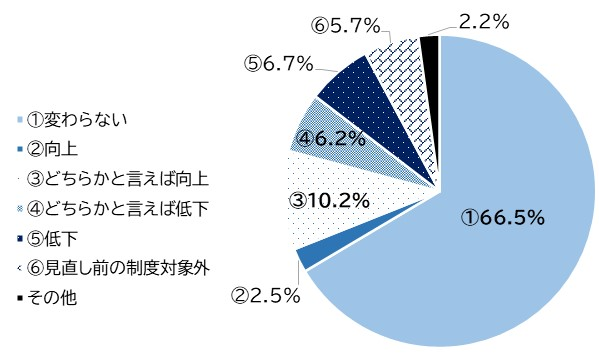 ⑥5.7%
2.2%
⑤6.7%
①変わらない
②向上
③どちらかと言えば向上
④どちらかと言えば低下
⑤低下
⑥見直し前の制度対象外
その他
④6.2%
③10.2%
①66.5%
②2.5%